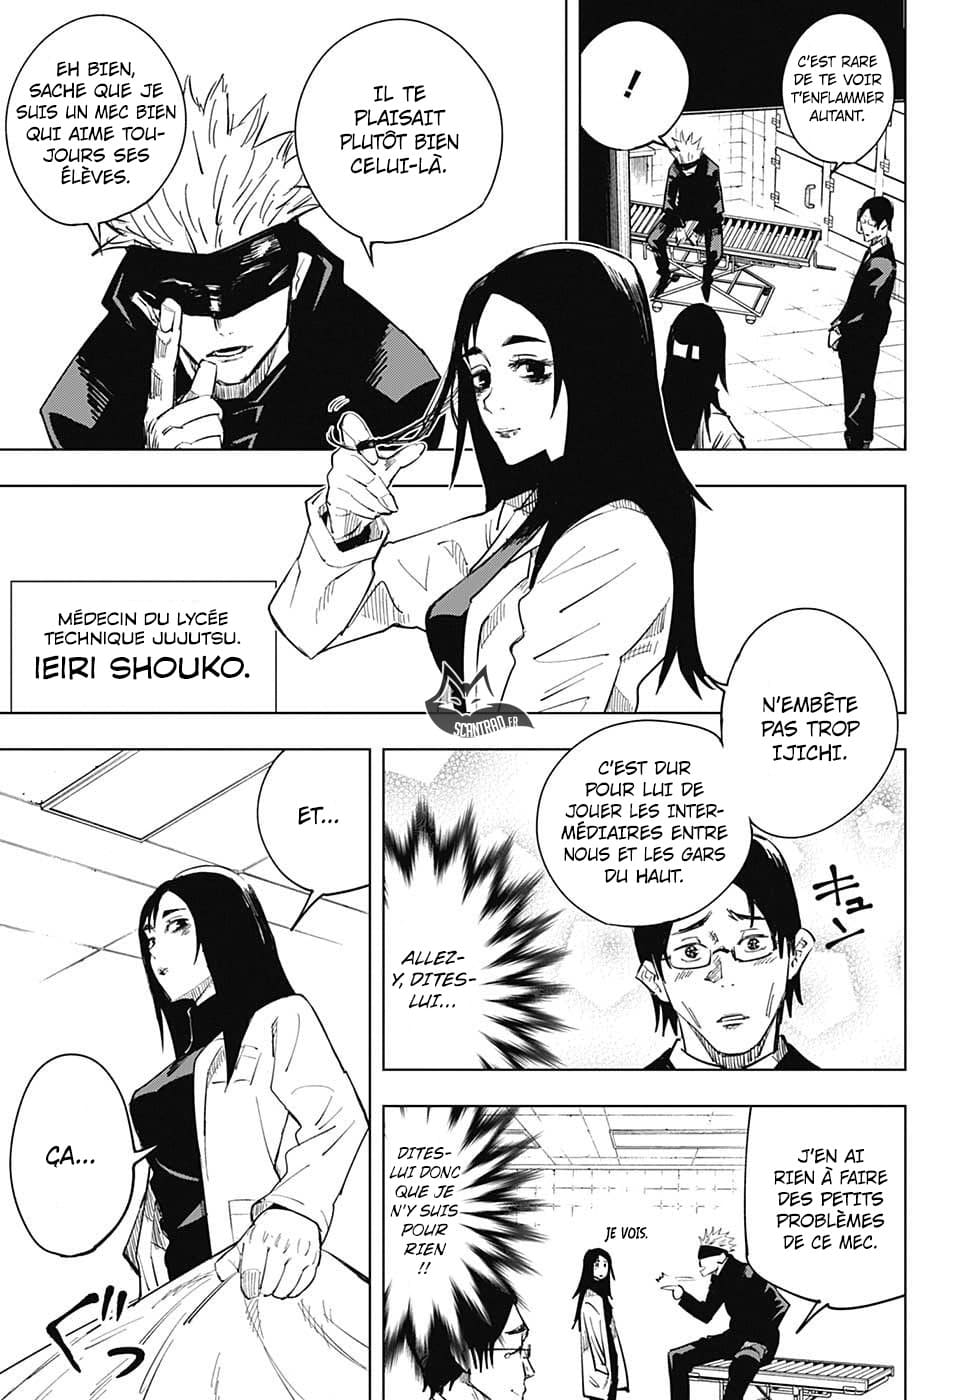 C'EST RARE
DE TE VOIR
T'ENFLAMMER
AUTANT.
!
IL TE
PLAISAIT
PLUTÔT BIEN
CELUI-LÀ.
EH BIEN,
SACHE QUE JE
SUIS UN MEC BIEN
QUI AIME TOU-
JOURS SES
ÉLÈVES.
MÉDECIN DU LYCÉE
TECHNIQUE JUJUTSU.
IEIRI SHOUKO.
SCANTRAD.FR
N'EMBÊTE
PAS TROP
IJICHI.
C'EST DUR
POUR LUI DE
JOUER LES INTER-
MÉDIAIRES ENTRE
NOUS ET LES GARS
DU HAUT.
キュン
ALLEZ-
Y, DITES-
LUI...
J'EN AI
RIEN À FAIRE
DES PETITS
PROBLÈMES
DE CE MEC.
JE VOIS.
DITES-
LUI DONC
QUE JE
N'Y SUIS
POUR
RIEN
!!
ET...
ÇA...
ぐっ